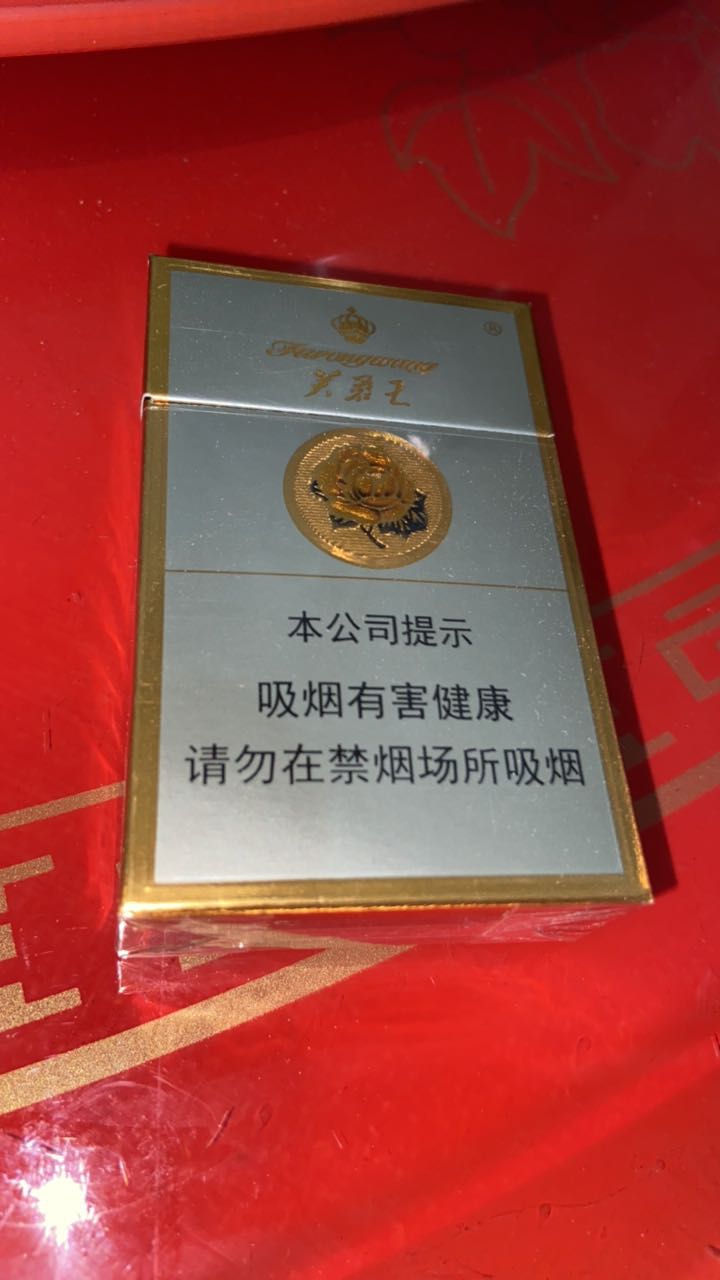 ®
Furongwang
芙蓉王
本公司提示
吸烟有害健康
请勿在禁烟场所吸烟